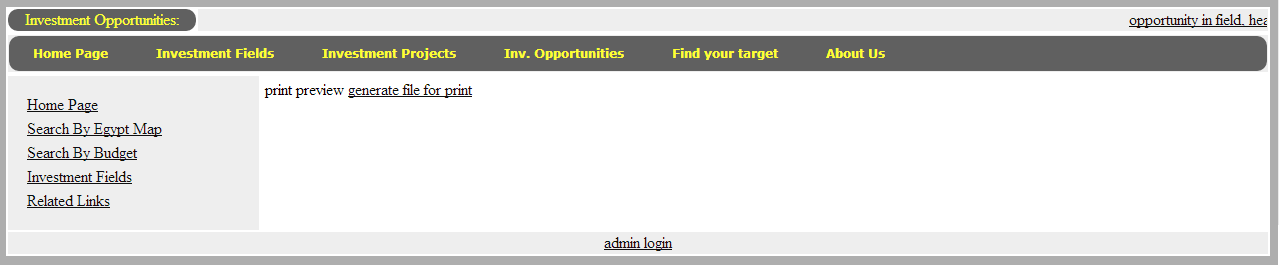 Investment Opportunities:
opportunity in field, hea
Home Page Investment Fields Investment Projects Inv. Opportunities Find your target About Us
Home Page
Search By Egypt Map
Search By Budget
Investment Fields
Related Links
print preview generate file for print
admin login